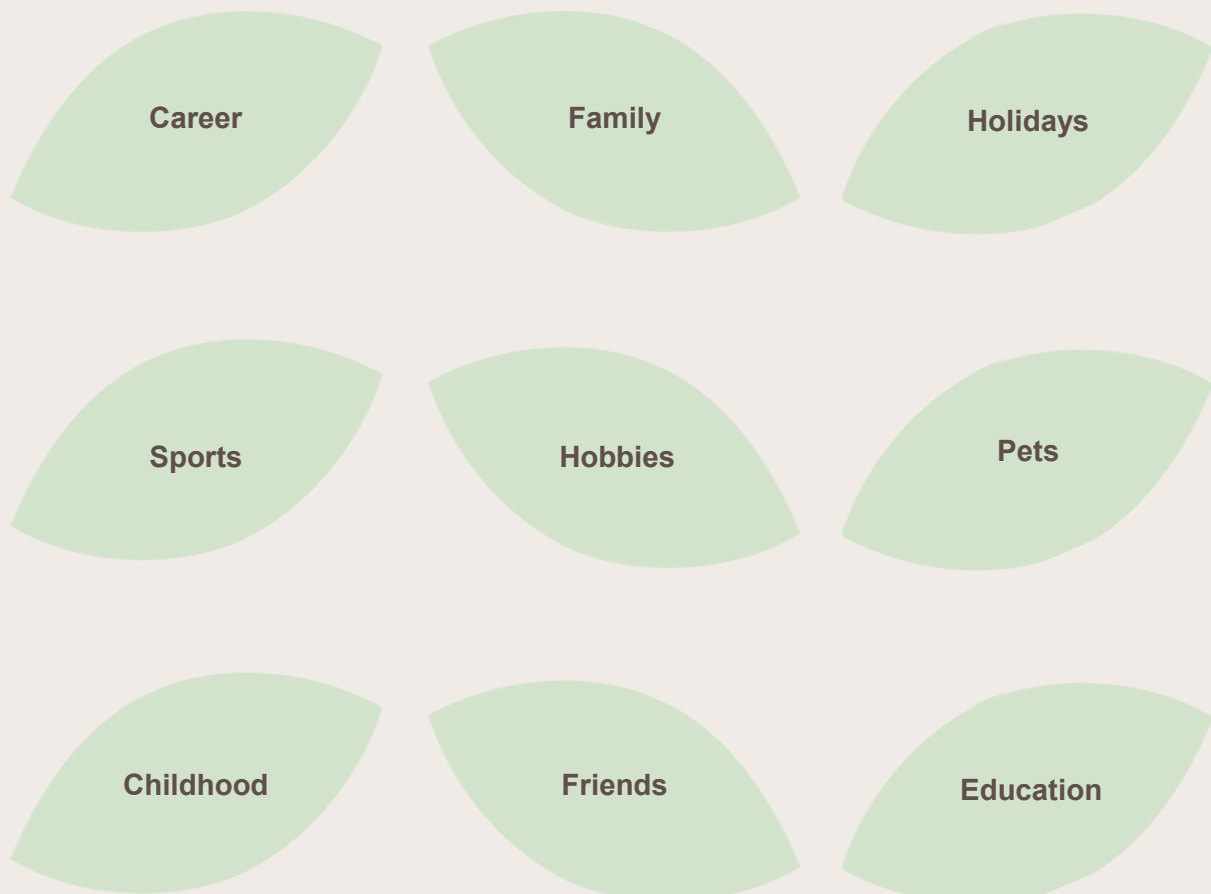 Career
Family
Holidays
Sports
Hobbies
Pets
Childhood
Friends
Education